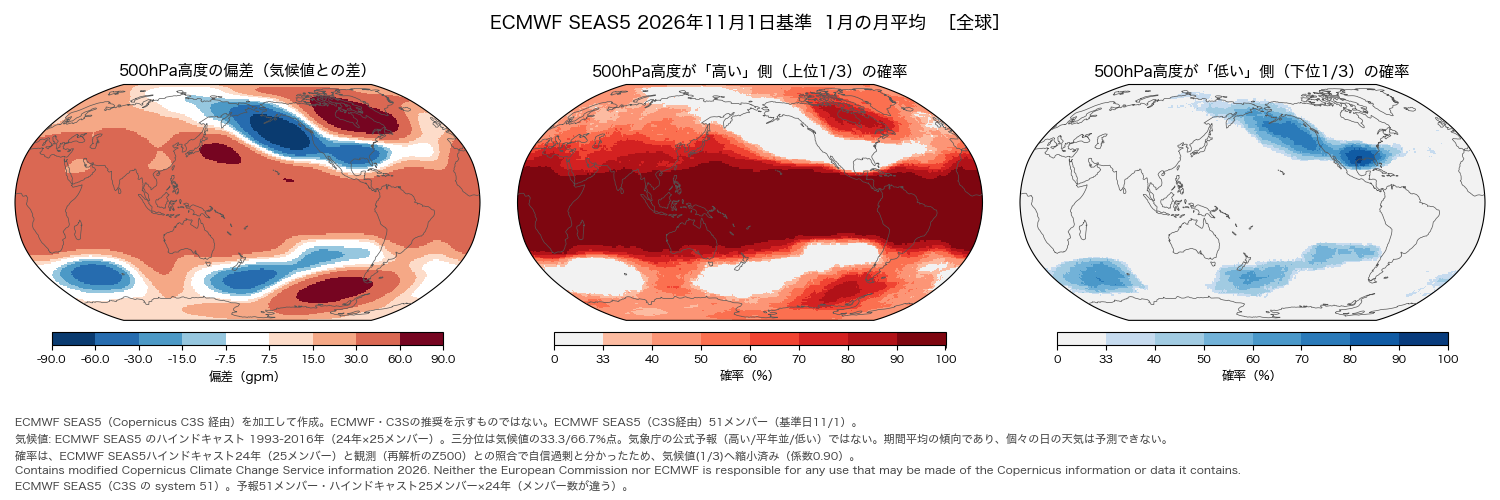 ECMWF SEAS5 2026年11月1日基準 1月の月平均 ［全球］
500hPa高度の偏差（気候値との差）
500hPa高度が「高い」側（上位1/3）の確率
500hPa高度が「低い」側（下位1/3）の確率
-90.0 -60.0 -30.0 -15.0 -7.5 7.5 15.0 30.0 60.0 90.0
偏差（gpm）
0 33 40 50 60 70 80 90 100
確率（%）
0 33 40 50 60 70 80 90 100
確率（%）
ECMWF SEAS5（Copernicus C3S 経由）を加工して作成。ECMWF・C3Sの推奨を示すものではない。ECMWF SEAS5（C3S経由）51メンバー（基準日11/1）。
気候値: ECMWF SEAS5 のハインドキャスト 1993-2016年（24年×25メンバー）。三分位は気候値の33.3/66.7%点。気象庁の公式予報（高い/平年並/低い）ではない。期間平均の傾向であり、個々の日の天気は予測できない。
確率は、ECMWF SEAS5ハインドキャスト24年（25メンバー）と観測（再解析のZ500）との照合で自信過剰と分かったため、気候値(1/3)へ縮小済み（係数0.90）。
Contains modified Copernicus Climate Change Service information 2026. Neither the European Commission nor ECMWF is responsible for any use that may be made of the Copernicus information or data it contains.
ECMWF SEAS5（C3S の system 51）。予報51メンバー・ハインドキャスト25メンバー×24年（メンバー数が違う）。